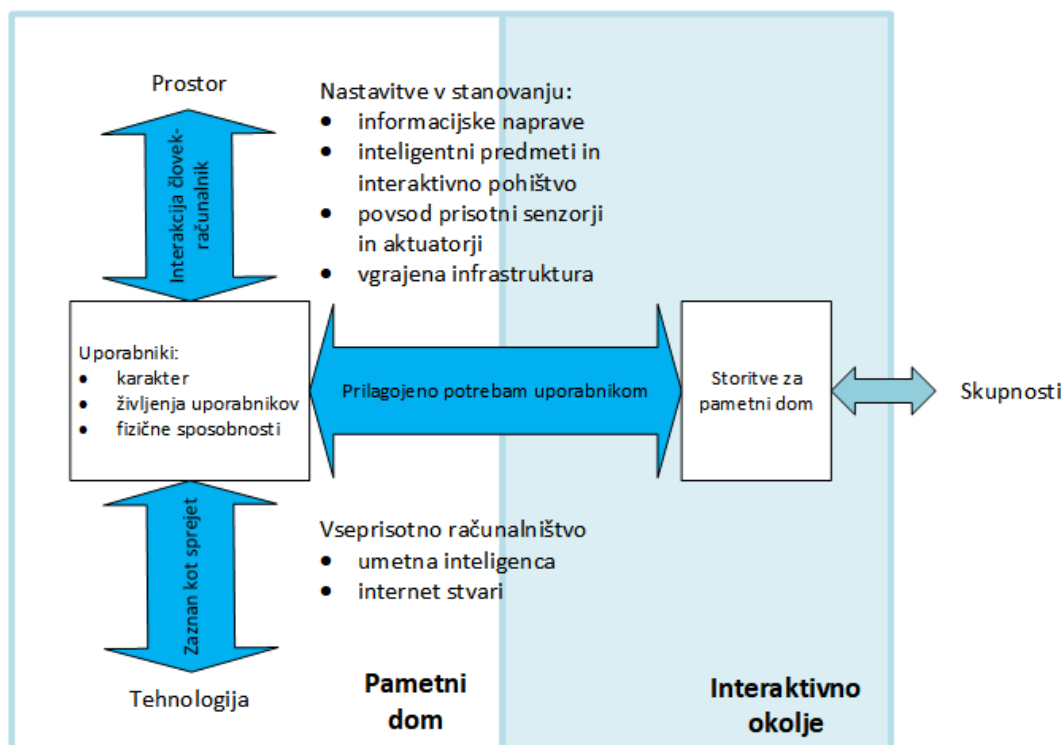 Prostor
Interakcija človek-
računalnik
Nastavitve v stanovanju:
• informacijske naprave
• inteligentni predmeti in
interaktivno pohištvo
• povsod prisotni senzorji
in aktuatorji
• vgrajena infrastruktura
Uporabniki:
• karakter
• življenja uporabnikov
• fizične sposobnosti
Prilagojeno potrebam uporabnikom
Storitve za
pametni dom
Skupnosti
Zaznan kot sprejet
Vseprisotno računalništvo
• umetna inteligenca
• internet stvari
Tehnologija
Pametni
dom
Interaktivno
okolje